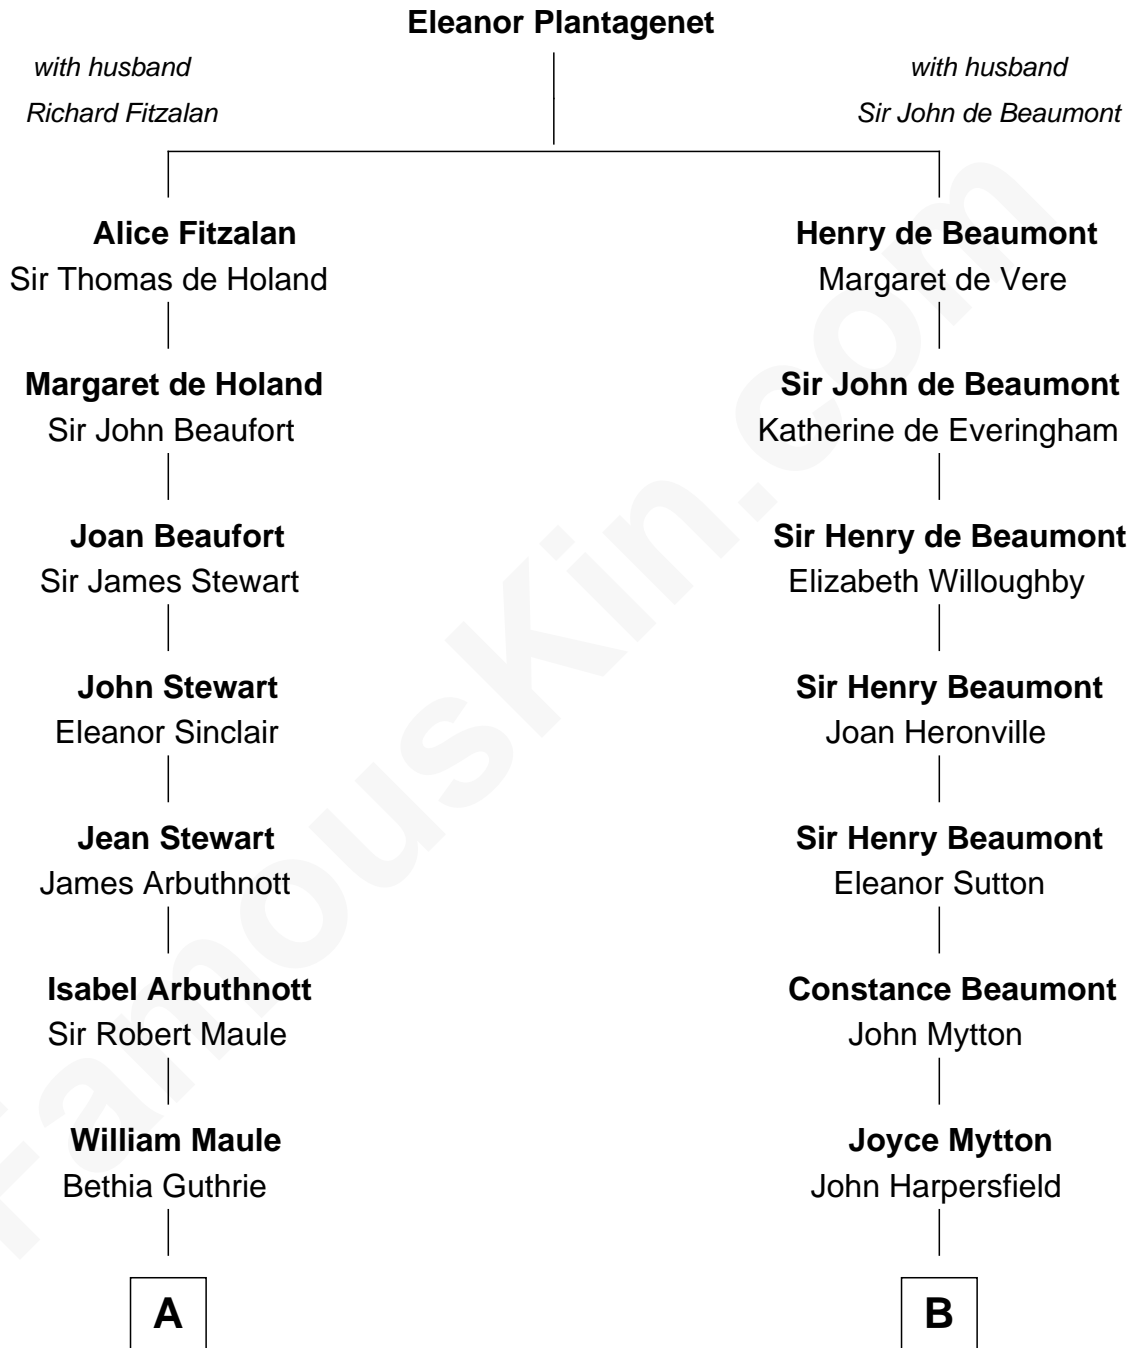 Eleanor Plantagenet
with husband
Richard Fitzalan
with husband
Sir John de Beaumont
Alice Fitzalan
Sir Thomas de Holand
Henry de Beaumont
Margaret de Vere
Margaret de Holand
Sir John Beaufort
Sir John de Beaumont
Katherine de Everingham
Joan Beaufort
Sir James Stewart
Sir Henry de Beaumont
Elizabeth Willoughby
John Stewart
Eleanor Sinclair
Sir Henry Beaumont
Joan Heronville
Jean Stewart
James Arbuthnott
Sir Henry Beaumont
Eleanor Sutton
Isabel Arbuthnott
Sir Robert Maule
Constance Beaumont
John Mytton
William Maule
Bethia Guthrie
Joyce Mytton
John Harpersfield
A
B
FamousKin.com